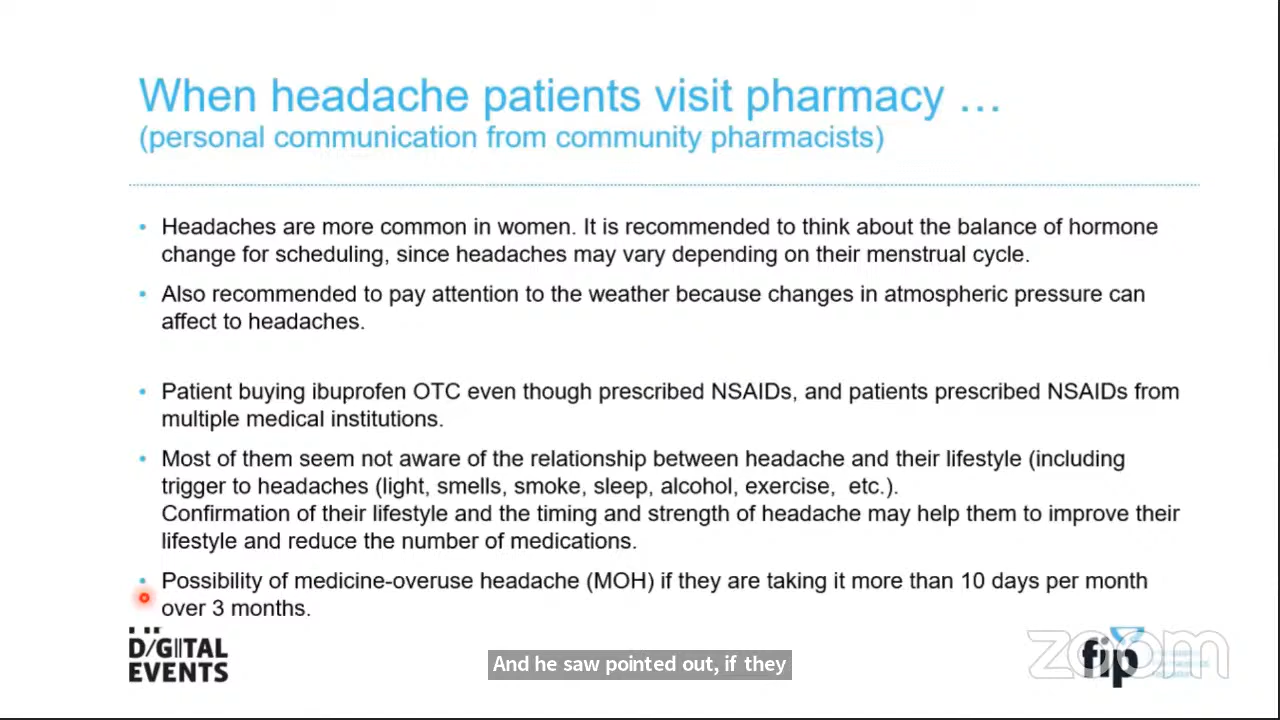 When headache patients visit pharmacy …
(personal communication from community pharmacists)
• Headaches are more common in women. It is recommended to think about the balance of hormone
change for scheduling, since headaches may vary depending on their menstrual cycle.
• Also recommended to pay attention to the weather because changes in atmospheric pressure can
affect to headaches.
• Patient buying ibuprofen OTC even though prescribed NSAIDs, and patients prescribed NSAIDs from
multiple medical institutions.
• Most of them seem not aware of the relationship between headache and their lifestyle (including
trigger to headaches (light, smells, smoke, sleep, alcohol, exercise, etc.).
Confirmation of their lifestyle and the timing and strength of headache may help them to improve their
lifestyle and reduce the number of medications.
• Possibility of medicine-overuse headache (MOH) if they are taking it more than 10 days per month
over 3 months.
DIGITAL
EVENTS
And he saw pointed out, if they
fip
zoom